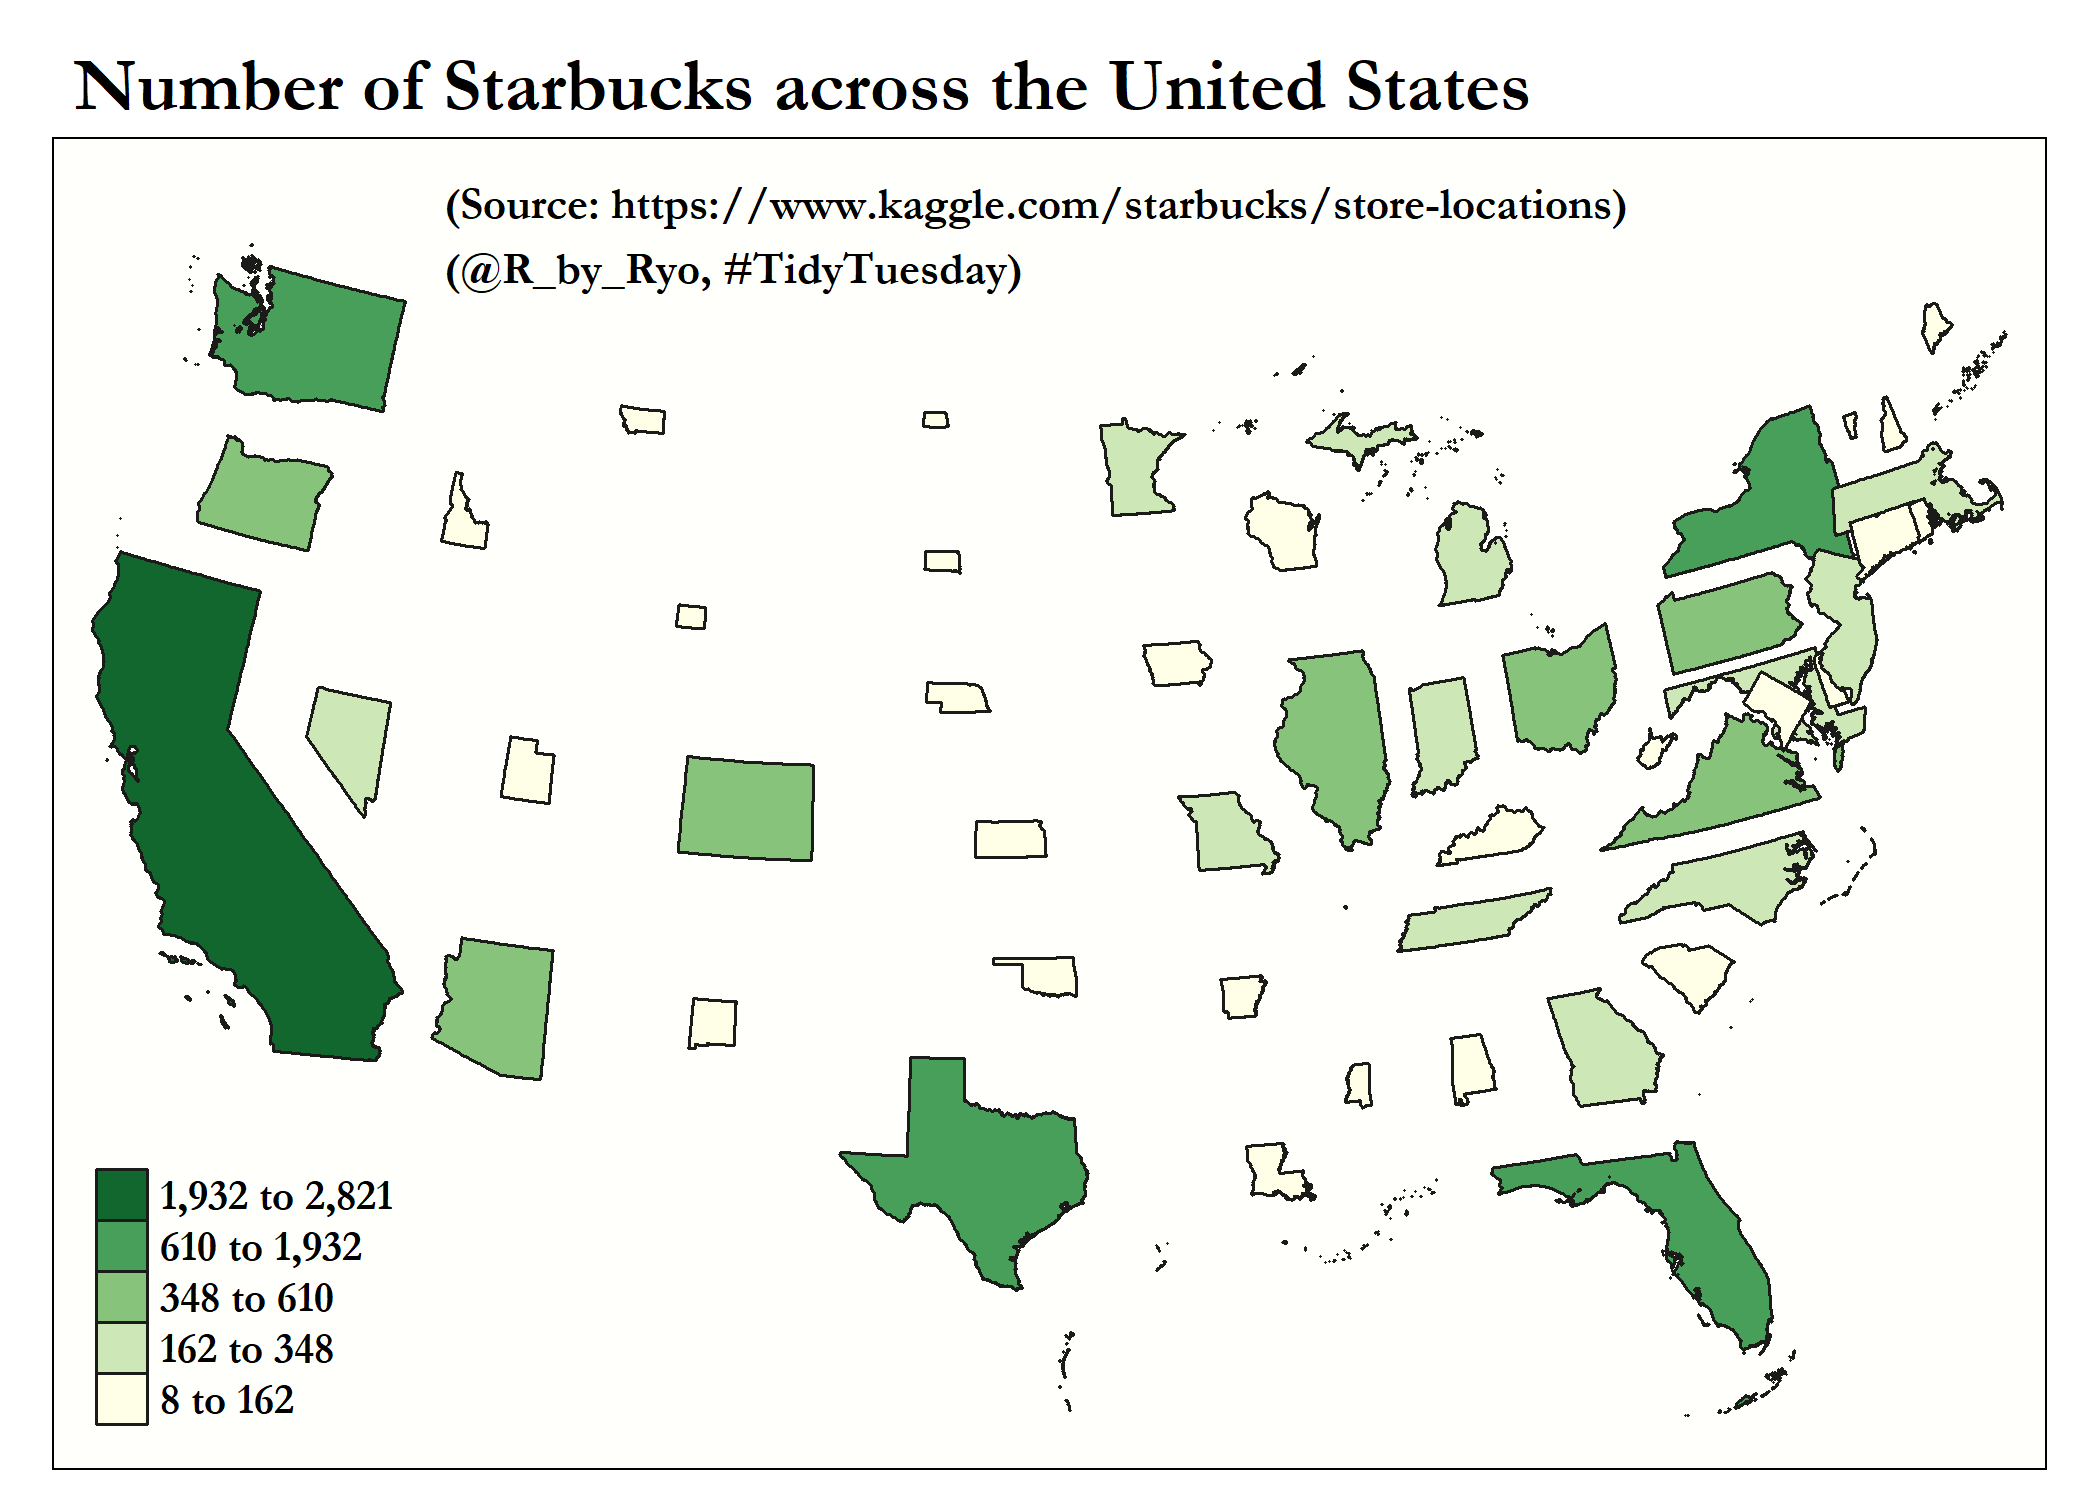 Number of Starbucks across the United States
(Source: https://www.kaggle.com/starbucks/store-locations)
(@R_by_Ryo, #TidyTuesday)
1,932 to 2,821
610 to 1,932
348 to 610
162 to 348
8 to 162